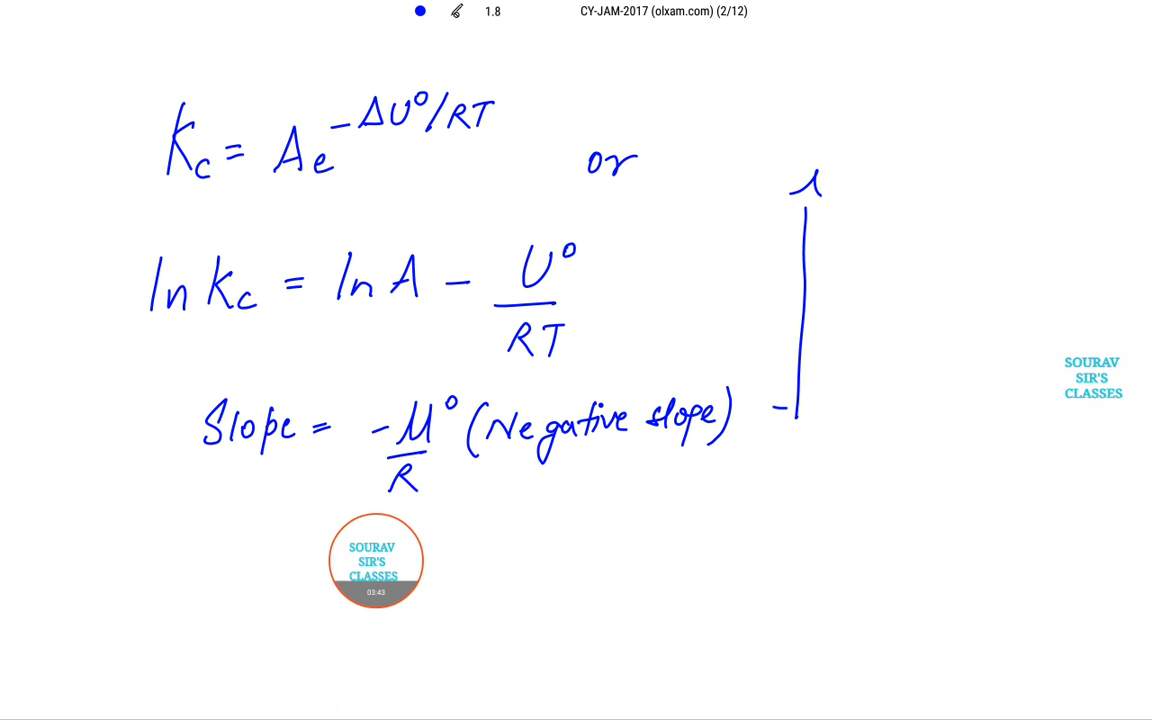 1.8 CY-JAM-2017 (olxam.com) (2/12)
Kc = Ae^-ΔU°/RT or
ln Kc = ln A - U°/RT
Slope = -U°/R (Negative slope)
SOURAV
SIR'S
CLASSES
SOURAV
SIR'S
CLASSES
03:43